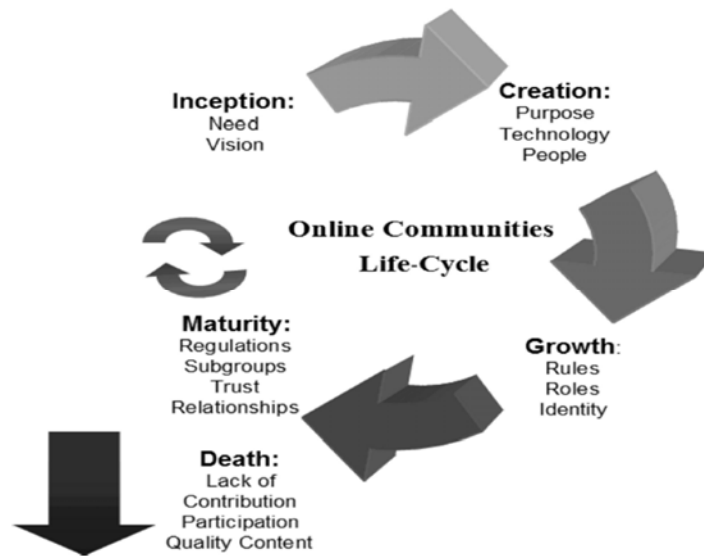 Inception:
Need
Vision
Creation:
Purpose
Technology
People
Online Communities
Life-Cycle
Growth:
Rules
Roles
Identity
Maturity:
Regulations
Subgroups
Trust
Relationships
Death:
Lack of
Contribution
Participation
Quality Content